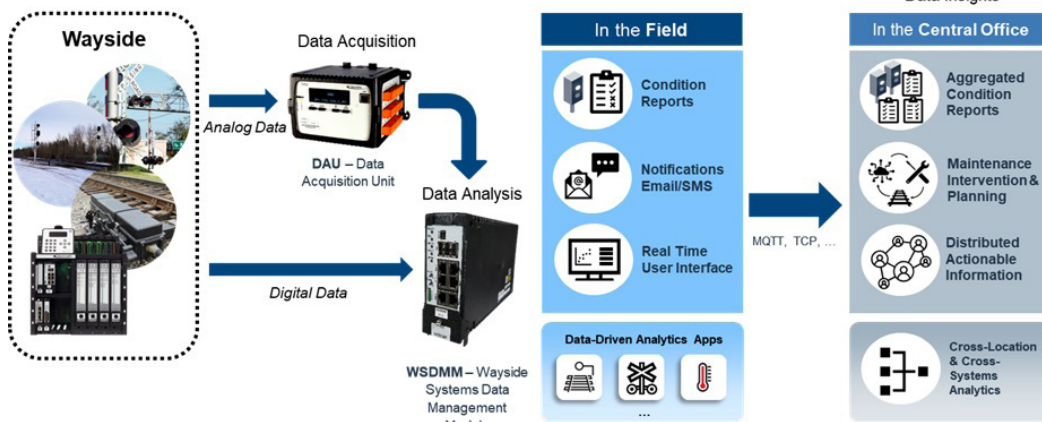 Data Insights
Wayside
Data Acquisition
Analog Data
DAU – Data
Acquisition Unit
Data Analysis
Digital Data
WSDMM – Wayside
Systems Data
Management
In the Field
Condition
Reports
Notifications
Email/SMS
Real Time
User Interface
Data-Driven Analytics Apps
...
MQTT, TCP, ...
In the Central Office
Aggregated
Condition
Reports
Maintenance
Intervention &
Planning
Distributed
Actionable
Information
Cross-Location
& Cross-
Systems
Analytics